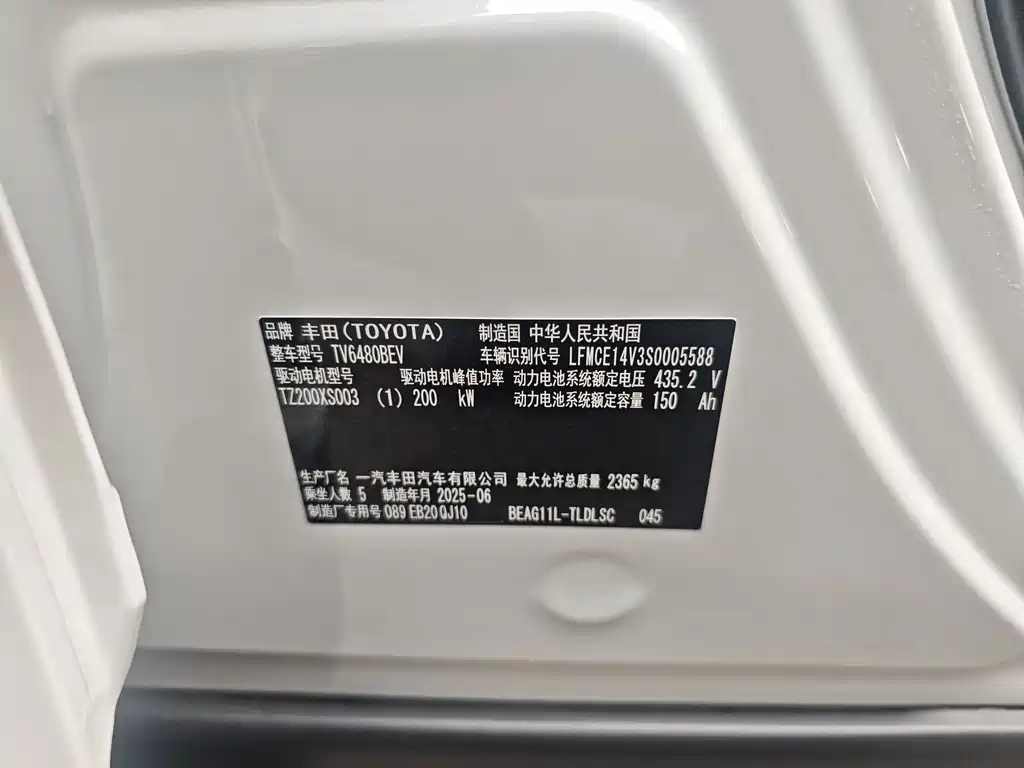 品牌 丰田(TOYOTA) 制造国 中华人民共和国
整车型号 TV6480BEV 车辆识别代号 LFMCE14V3S0005588
驱动电机型号 驱动电机峰值功率 动力电池系统额定电压 435.2 V
TZ200XS003 (1) 200 kW 动力电池系统额定容量 150 Ah
生产厂名 一汽丰田汽车有限公司 最大允许总质量 2365 kg
乘坐人数 5 制造年月 2025-06
制造厂专用号 089 EB20 QJ10 BEAG11L-TLDLSC 045